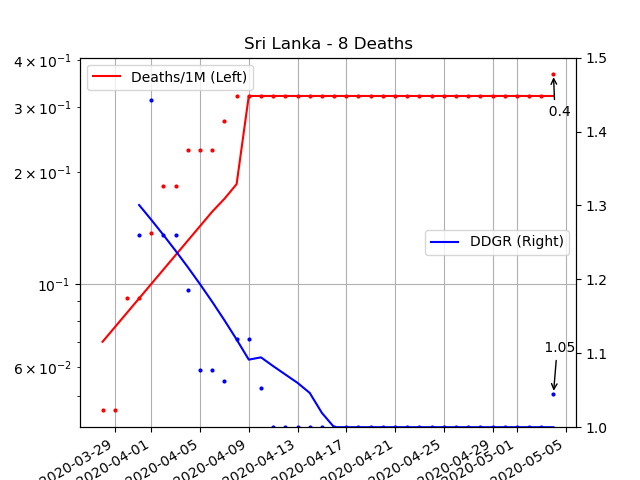 Sri Lanka - 8 Deaths
4 × 10⁻¹
3 × 10⁻¹
2 × 10⁻¹
10⁻¹
6 × 10⁻²
Deaths/1M (Left)
DDGR (Right)
0.4
1.05
1.5
1.4
1.3
1.2
1.1
1.0
2020-03-29
2020-04-01
2020-04-05
2020-04-09
2020-04-13
2020-04-17
2020-04-21
2020-04-25
2020-04-29
2020-05-01
2020-05-05